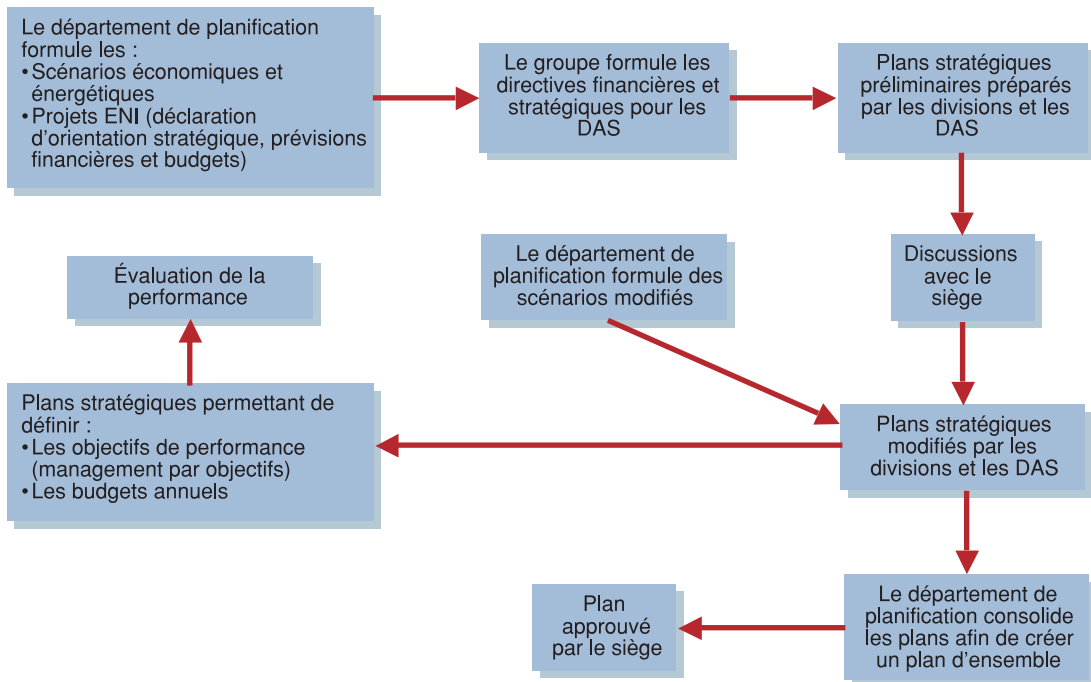 Le département de planification
formule les :
• Scénarios économiques et
énergétiques
• Projets ENI (déclaration
d'orientation stratégique, prévisions
financières et budgets)
Le groupe formule les
directives financières et
stratégiques pour les
DAS
Plans stratégiques
préliminaires préparés
par les divisions et les
DAS
Évaluation de la
performance
Le département de
planification formule des
scénarios modifiés
Discussions
avec le
siège
Plans stratégiques permettant de
définir :
• Les objectifs de performance
(management par objectifs)
• Les budgets annuels
Plans stratégiques
modifiés par les
divisions et les DAS
Plan
approuvé
par le siège
Le département de
planification consolide
les plans afin de créer
un plan d'ensemble